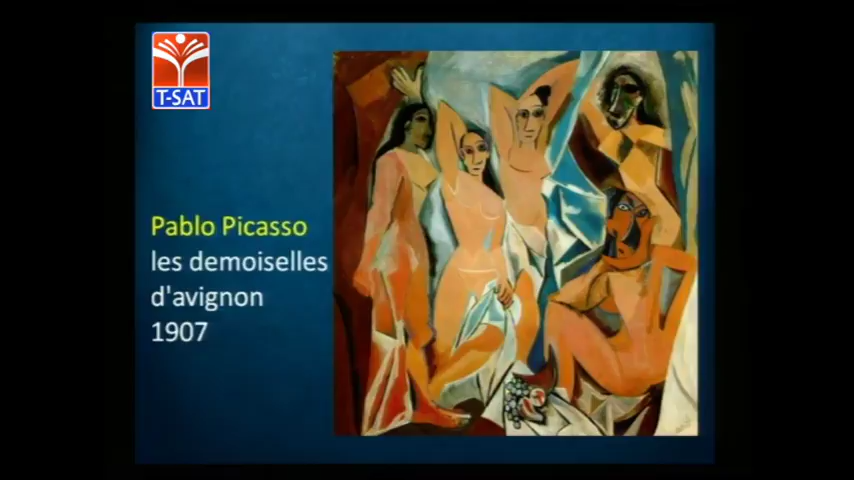 T-SAT
Pablo Picasso
les demoiselles
d'avignon
1907